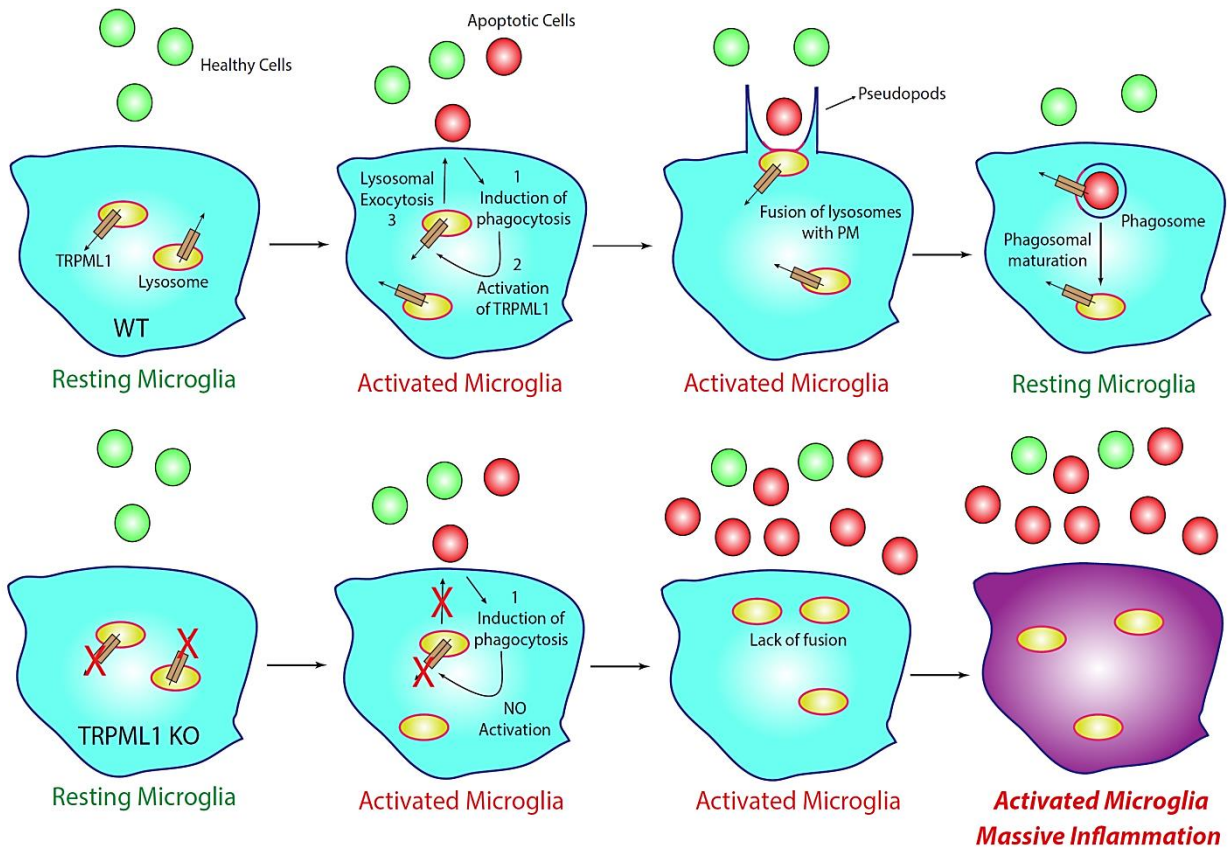 Healthy Cells
TRPML1
Lysosome
WT
Resting Microglia
Apoptotic Cells
Lysosomal
Exocytosis
3
1
Induction of
phagocytosis
2
Activation
of TRPML1
Activated Microglia
Pseudopods
Fusion of lysosomes
with PM
Activated Microglia
Phagosome
Phagosomal
maturation
Resting Microglia
TRPML1 KO
Resting Microglia
1
Induction of
phagocytosis
NO
Activation
Activated Microglia
Lack of fusion
Activated Microglia
Activated Microglia
Massive Inflammation